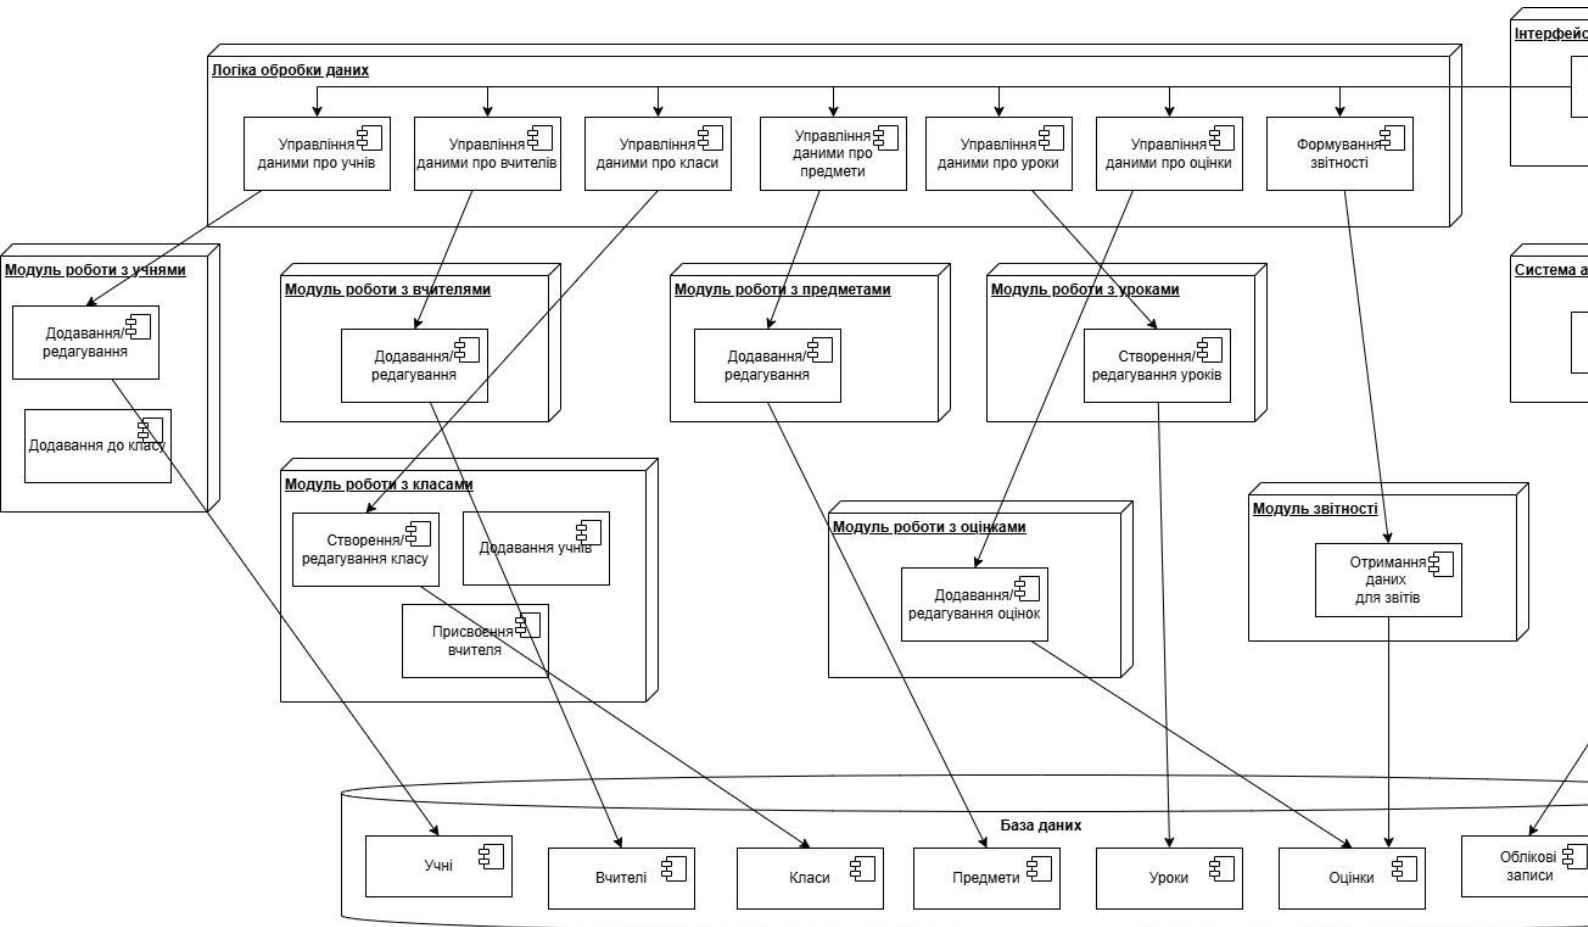 Інтерфейс
Логіка обробки даних
Управління
даними про учнів
Управління
даними про вчителів
Управління
даними про класи
Управління
даними про
предмети
Управління
даними про уроки
Управління
даними про оцінки
Формування
звітності
Модуль роботи з учнями
Додавання/
редагування
Додавання до класу
Модуль роботи з вчителями
Додавання/
редагування
Модуль роботи з предметами
Додавання/
редагування
Модуль роботи з уроками
Створення/
редагування уроків
Система а
Модуль роботи з класами
Створення/
редагування класу
Додавання учнів
Присвоєння
вчителя
Модуль роботи з оцінками
Додавання/
редагування оцінок
Модуль звітності
Отримання
даних
для звітів
База даних
Учні
Вчителі
Класи
Предмети
Уроки
Оцінки
Облікові
записи